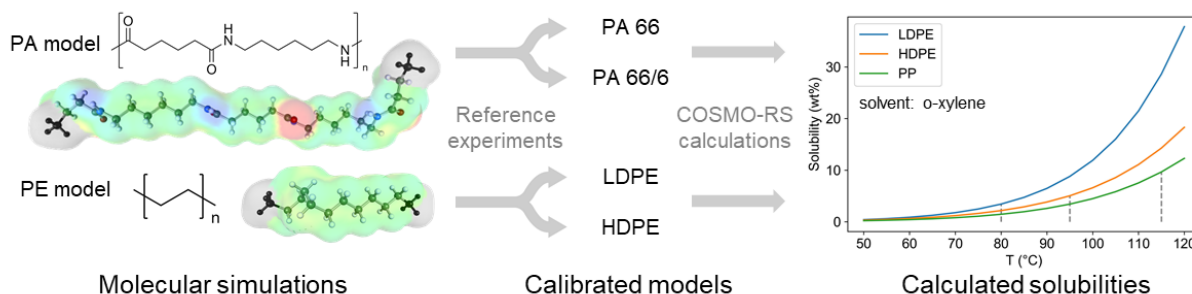 PA model
O
H
N
O
N
H
n
PA 66
PA 66/6
Reference
experiments
COSMO-RS
calculations
PE model
n
LDPE
HDPE
LDPE
HDPE
PP
solvent: o-xylene
Solubility (wt%)
30
20
10
0
50 60 70 80 90 100 110 120
T (°C)
Molecular simulations
Calibrated models
Calculated solubilities